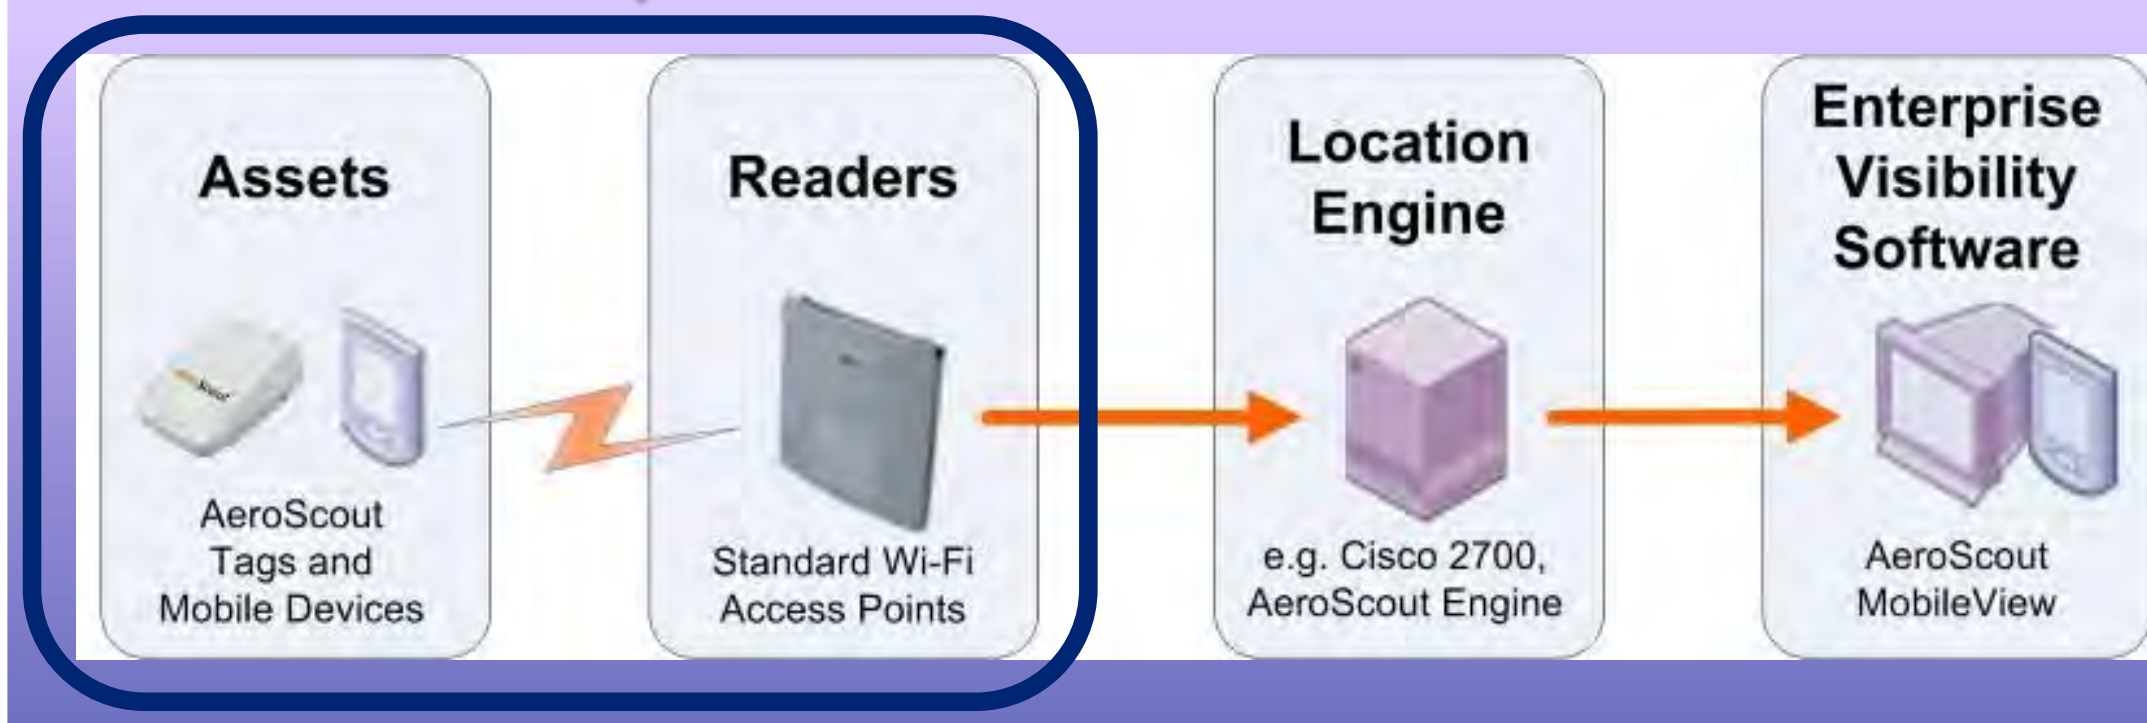 Assets
AeroScout
Tags and
Mobile Devices
Readers
Standard Wi-Fi
Access Points
Location
Engine
e.g. Cisco 2700,
AeroScout Engine
Enterprise
Visibility
Software
AeroScout
MobileView